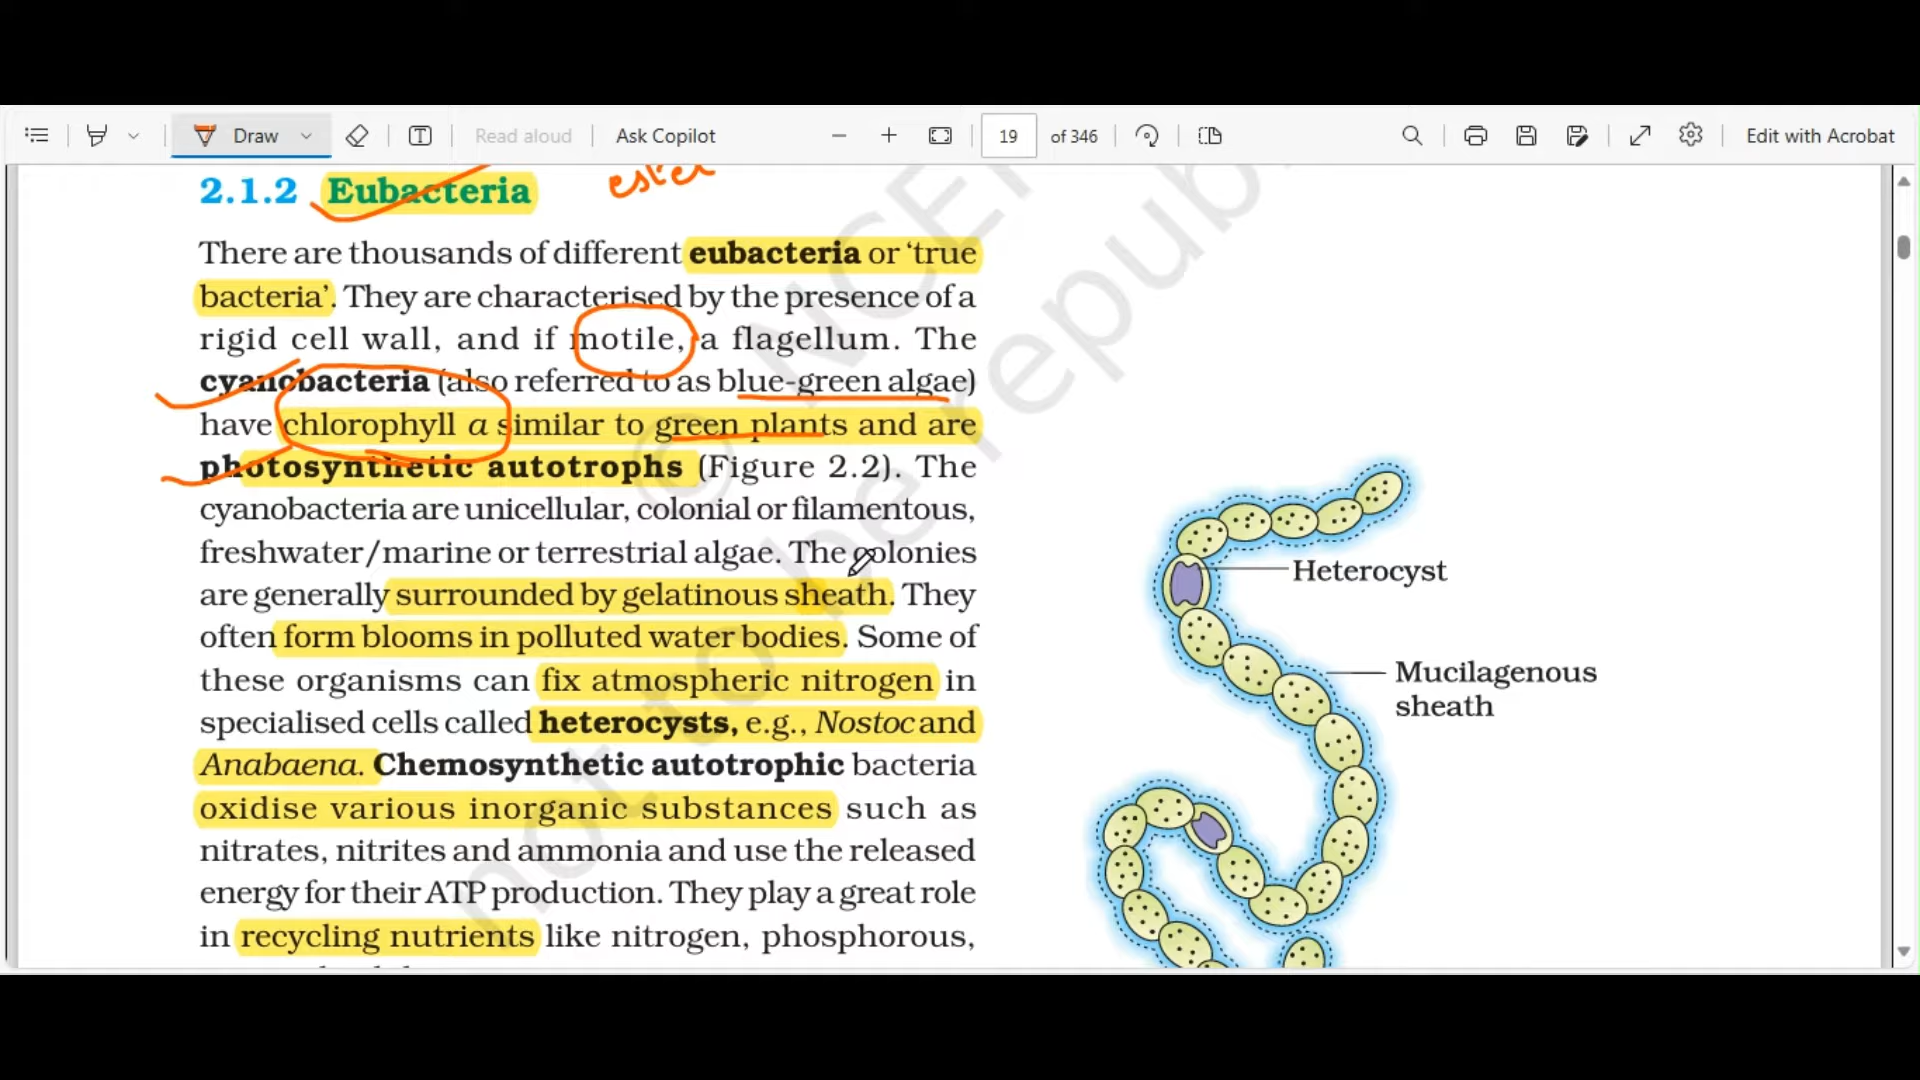 Draw
Read aloud
Ask Copilot
19 of 346
Edit with Acrobat
ester
2.1.2 Eubacteria
There are thousands of different eubacteria or ‘true
bacteria’. They are characterised by the presence of a
rigid cell wall, and if motile, a flagellum. The
cyanobacteria (also referred to as blue-green algae)
have chlorophyll a similar to green plants and are
photosynthetic autotrophs (Figure 2.2). The
cyanobacteria are unicellular, colonial or filamentous,
freshwater/marine or terrestrial algae. The colonies
are generally surrounded by gelatinous sheath. They
often form blooms in polluted water bodies. Some of
these organisms can fix atmospheric nitrogen in
specialised cells called heterocysts, e.g., Nostoc and
Anabaena. Chemosynthetic autotrophic bacteria
oxidise various inorganic substances such as
nitrates, nitrites and ammonia and use the released
energy for their ATP production. They play a great role
in recycling nutrients like nitrogen, phosphorous,
Heterocyst
Mucilagenous
sheath
© NCER
not to be republi